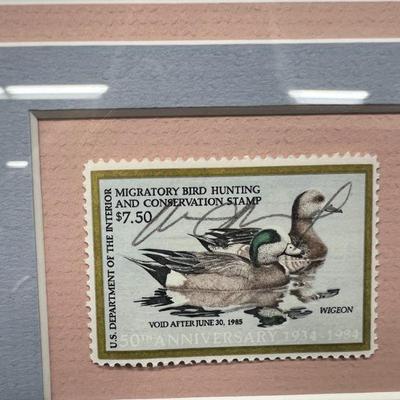 U.S. DEPARTMENT OF THE INTERIOR
MIGRATORY BIRD HUNTING
AND CONSERVATION STAMP
$7.50
WIGEON
VOID AFTER JUNE 30, 1985
50TH ANNIVERSARY 1934-1984